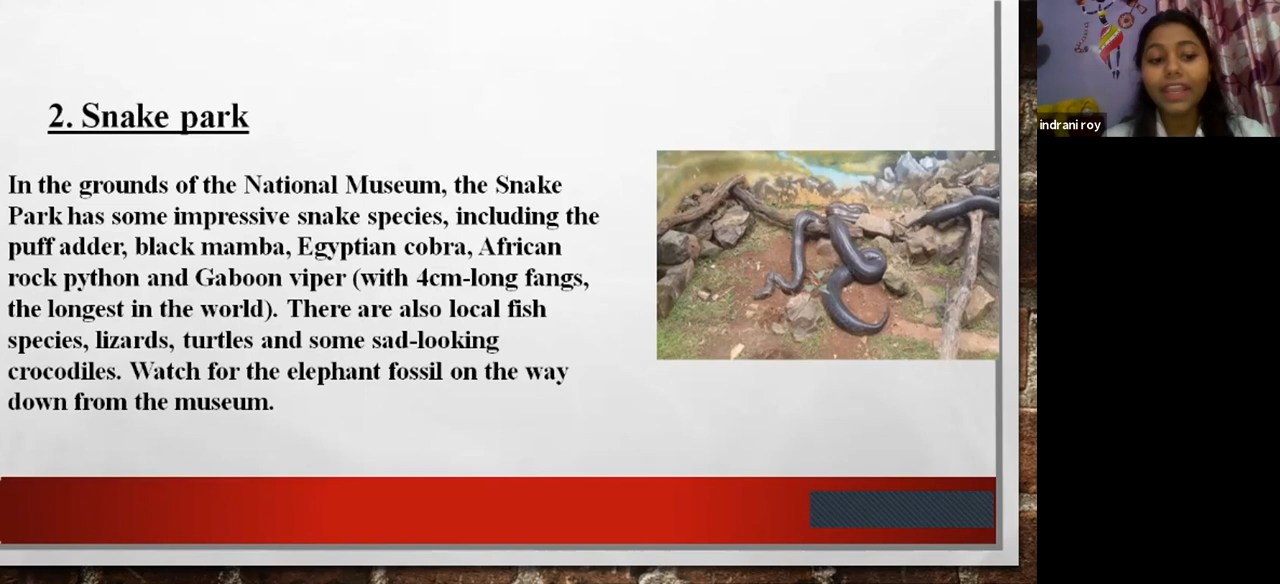 2. Snake park
In the grounds of the National Museum, the Snake
Park has some impressive snake species, including the
puff adder, black mamba, Egyptian cobra, African
rock python and Gaboon viper (with 4cm-long fangs,
the longest in the world). There are also local fish
species, lizards, turtles and some sad-looking
crocodiles. Watch for the elephant fossil on the way
down from the museum.
indrani roy